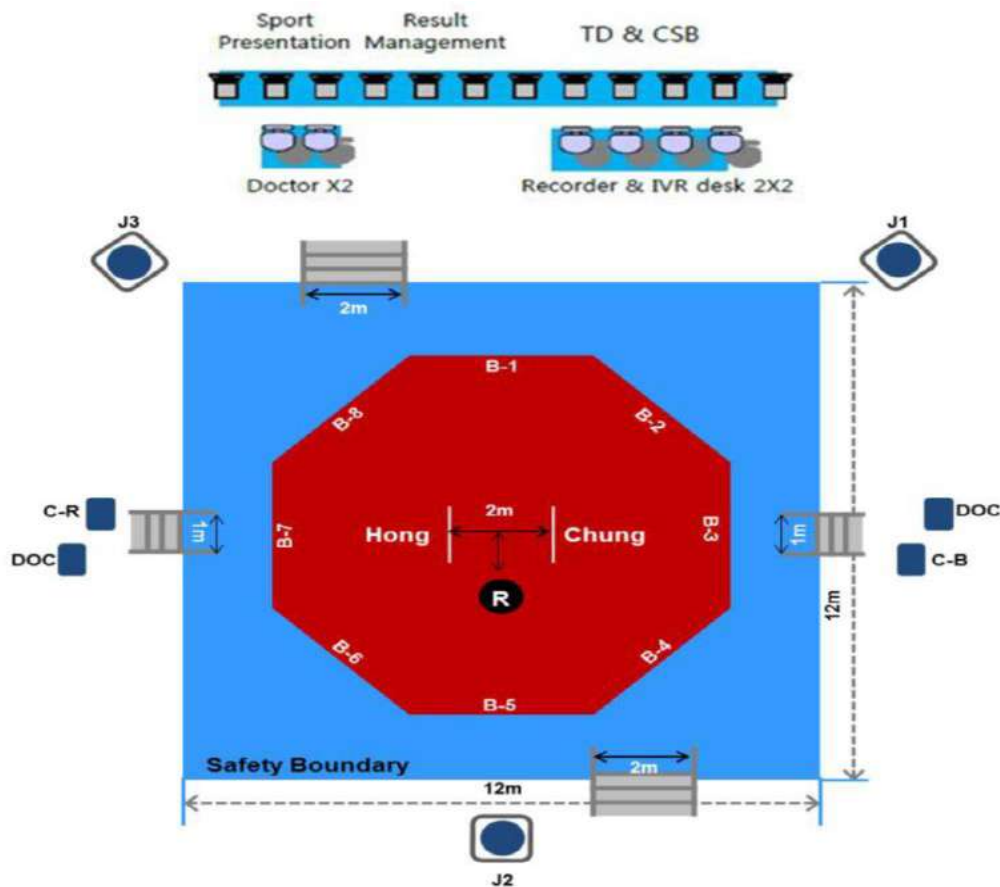 Sport
Presentation
Result
Management
TD & CSB
Doctor X2
Recorder & IVR desk 2X2
J3
J1
2m
B-1
B-8
B-2
C-R
DOC
1m
B-7
Hong
2m
Chung
B-3
1m
DOC
C-B
R
12m
B-6
B-4
B-5
Safety Boundary
2m
12m
J2